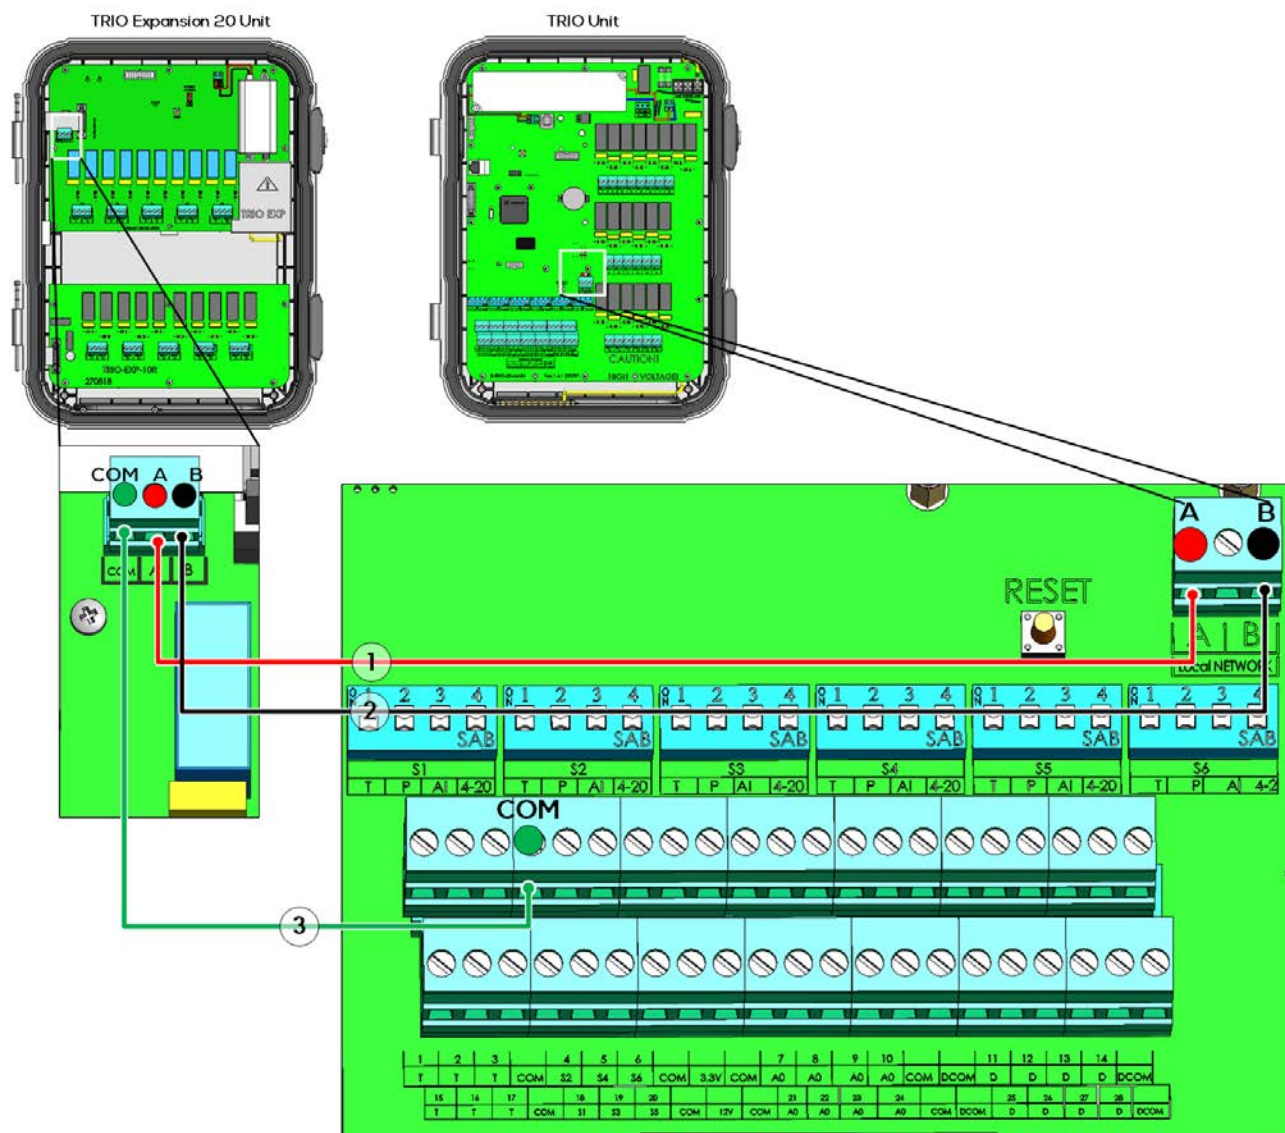 TRIO Expansion 20 Unit
TRIO Unit
TRIO EXP
TRIO-EXP-10R
270818
CAUTION!
HIGH VOLTAGE!
COM A B
COM A B
A B
A B
Local NETWORK
RESET
1
2
ON 1 2 3 4 ON 1 2 3 4 ON 1 2 3 4 ON 1 2 3 4 ON 1 2 3 4 ON 1 2 3 4
SAB SAB SAB SAB SAB SAB
S1 S2 S3 S4 S5 S6
T P AI 4-20 T P AI 4-20 T P AI 4-20 T P AI 4-20 T P AI 4-20 T P AI 4-2
COM
3
1 2 3 4 5 6 7 8 9 10 11 12 13 14
T T T COM S2 S4 S6 COM 3.3V COM AO AO AO AO COM DCOM D D D D DCOM
15 16 17 18 19 20 21 22 23 24 25 26 27 28
T T T COM S1 S3 S5 COM 12V COM AO AO AO AO COM DCOM D D D D DCOM